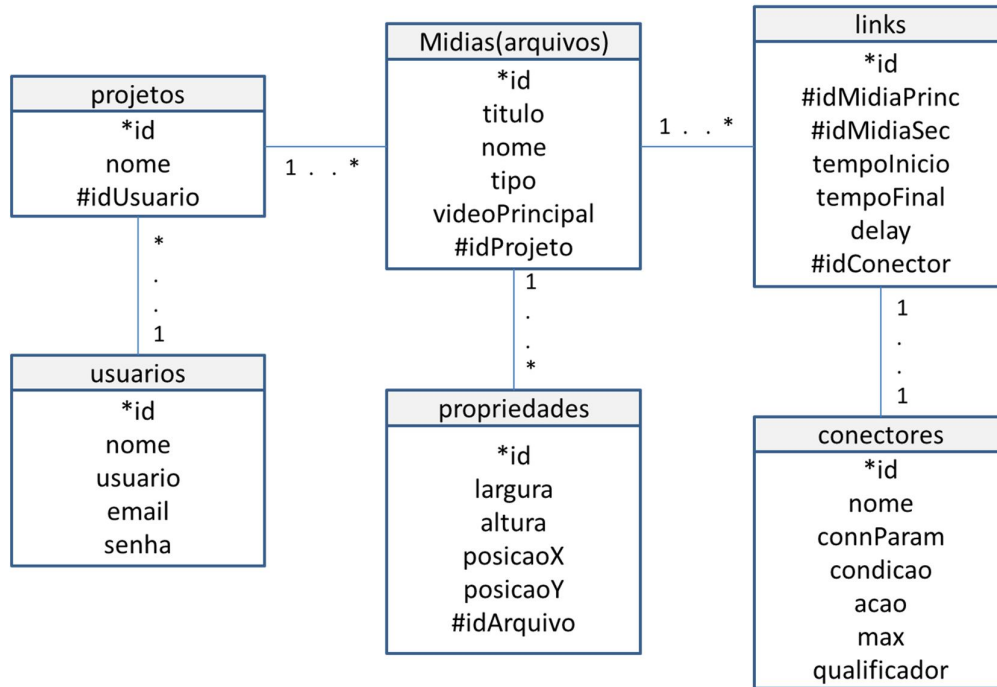 projetos
*id
nome
#idUsuario
1 . . *
Midias(arquivos)
*id
titulo
nome
tipo
videoPrincipal
#idProjeto
1 . . *
links
*id
#idMidiaPrinc
#idMidiaSec
tempoInicio
tempoFinal
delay
#idConector
*
.
.
1
usuarios
*id
nome
usuario
email
senha
1
.
.
*
propriedades
*id
largura
altura
posicaoX
posicaoY
#idArquivo
1
.
.
1
conectores
*id
nome
connParam
condicao
acao
max
qualificador